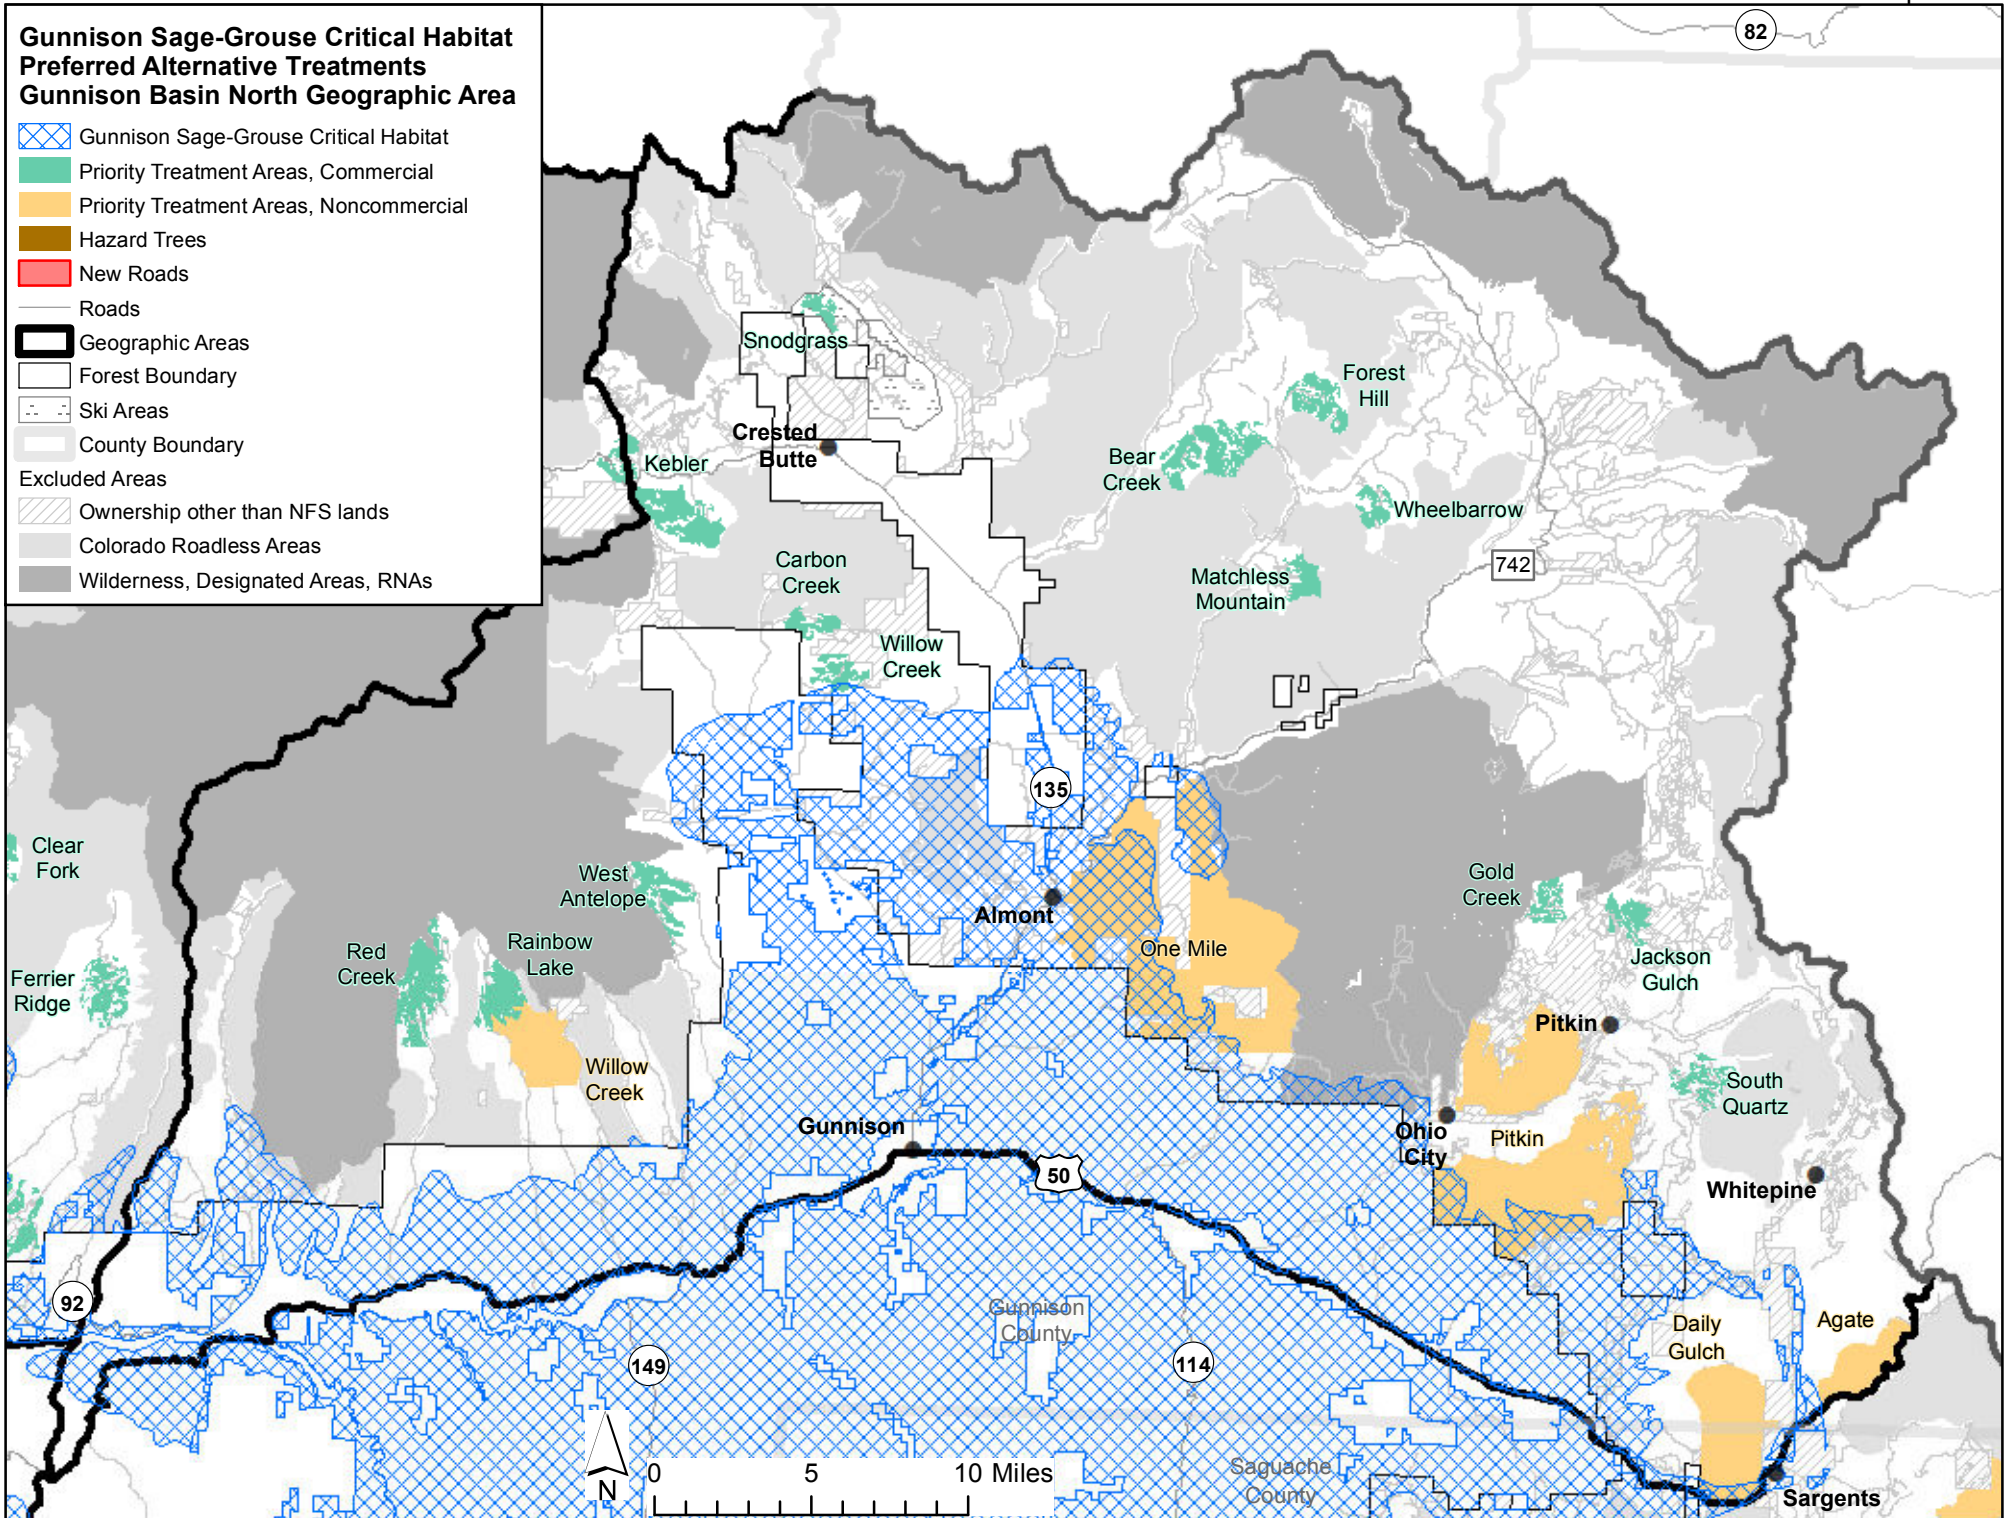 Gunnison Sage-Grouse Critical Habitat
Preferred Alternative Treatments
Gunnison Basin North Geographic Area
Gunnison Sage-Grouse Critical Habitat
Priority Treatment Areas, Commercial
Priority Treatment Areas, Noncommercial
Hazard Trees
New Roads
Roads
Geographic Areas
Forest Boundary
Ski Areas
County Boundary
Excluded Areas
Ownership other than NFS lands
Colorado Roadless Areas
Wilderness, Designated Areas, RNAs
82
Snodgrass
Forest
Hill
Crested
Butte
Kebler
Bear
Creek
Wheelbarrow
Carbon
Creek
742
Matchless
Mountain
Willow
Creek
135
Clear
Fork
West
Antelope
Almont
Gold
Creek
Red
Creek
Rainbow
Lake
One Mile
Jackson
Gulch
Ferrier
Ridge
Pitkin
Willow
Creek
South
Quartz
Gunnison
Ohio
City
Pitkin
50
Whitepine
92
Gunnison
County
Daily
Gulch
Agate
149
114
N
0 5 10 Miles
Saguache
County
Sargents